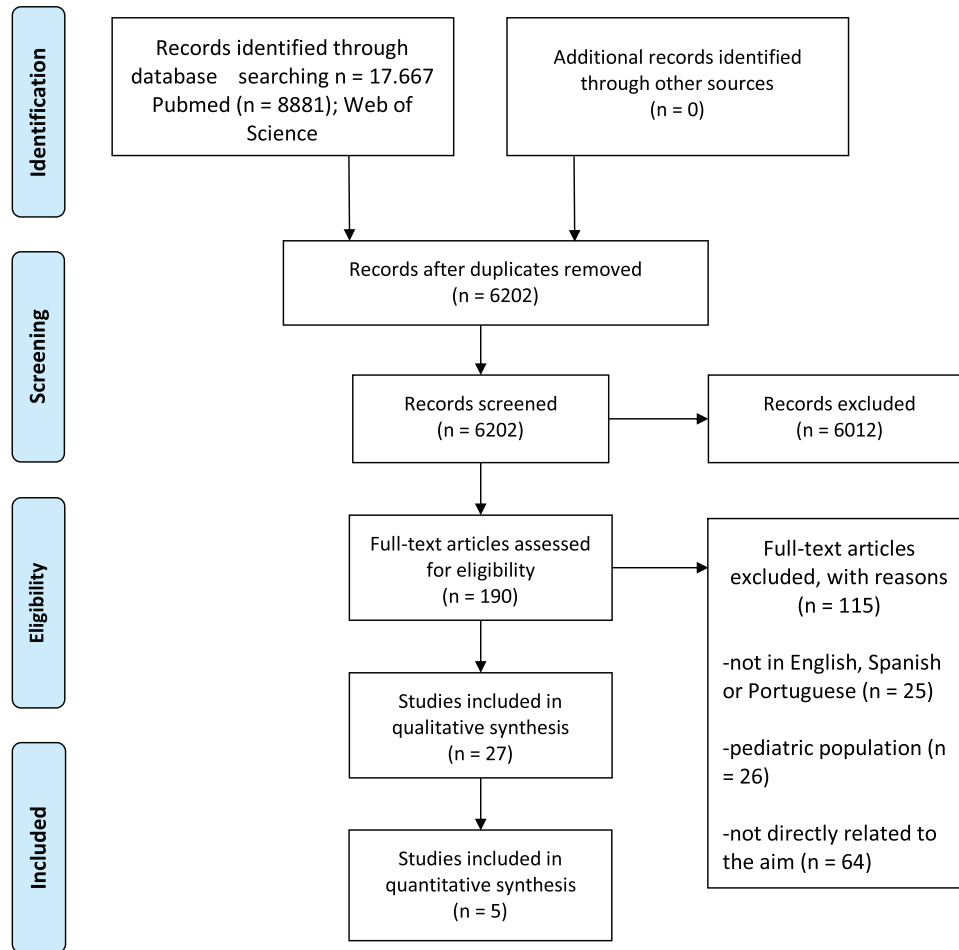 Identification
Records identified through
database searching n = 17.667
Pubmed (n = 8881); Web of
Science
Additional records identified
through other sources
(n = 0)
Screening
Records after duplicates removed
(n = 6202)
Records screened
(n = 6202)
Records excluded
(n = 6012)
Eligibility
Full-text articles assessed
for eligibility
(n = 190)
Full-text articles
excluded, with reasons
(n = 115)
-not in English, Spanish
or Portuguese (n = 25)
-pediatric population (n
= 26)
-not directly related to
the aim (n = 64)
Studies included in
qualitative synthesis
(n = 27)
Included
Studies included in
quantitative synthesis
(n = 5)